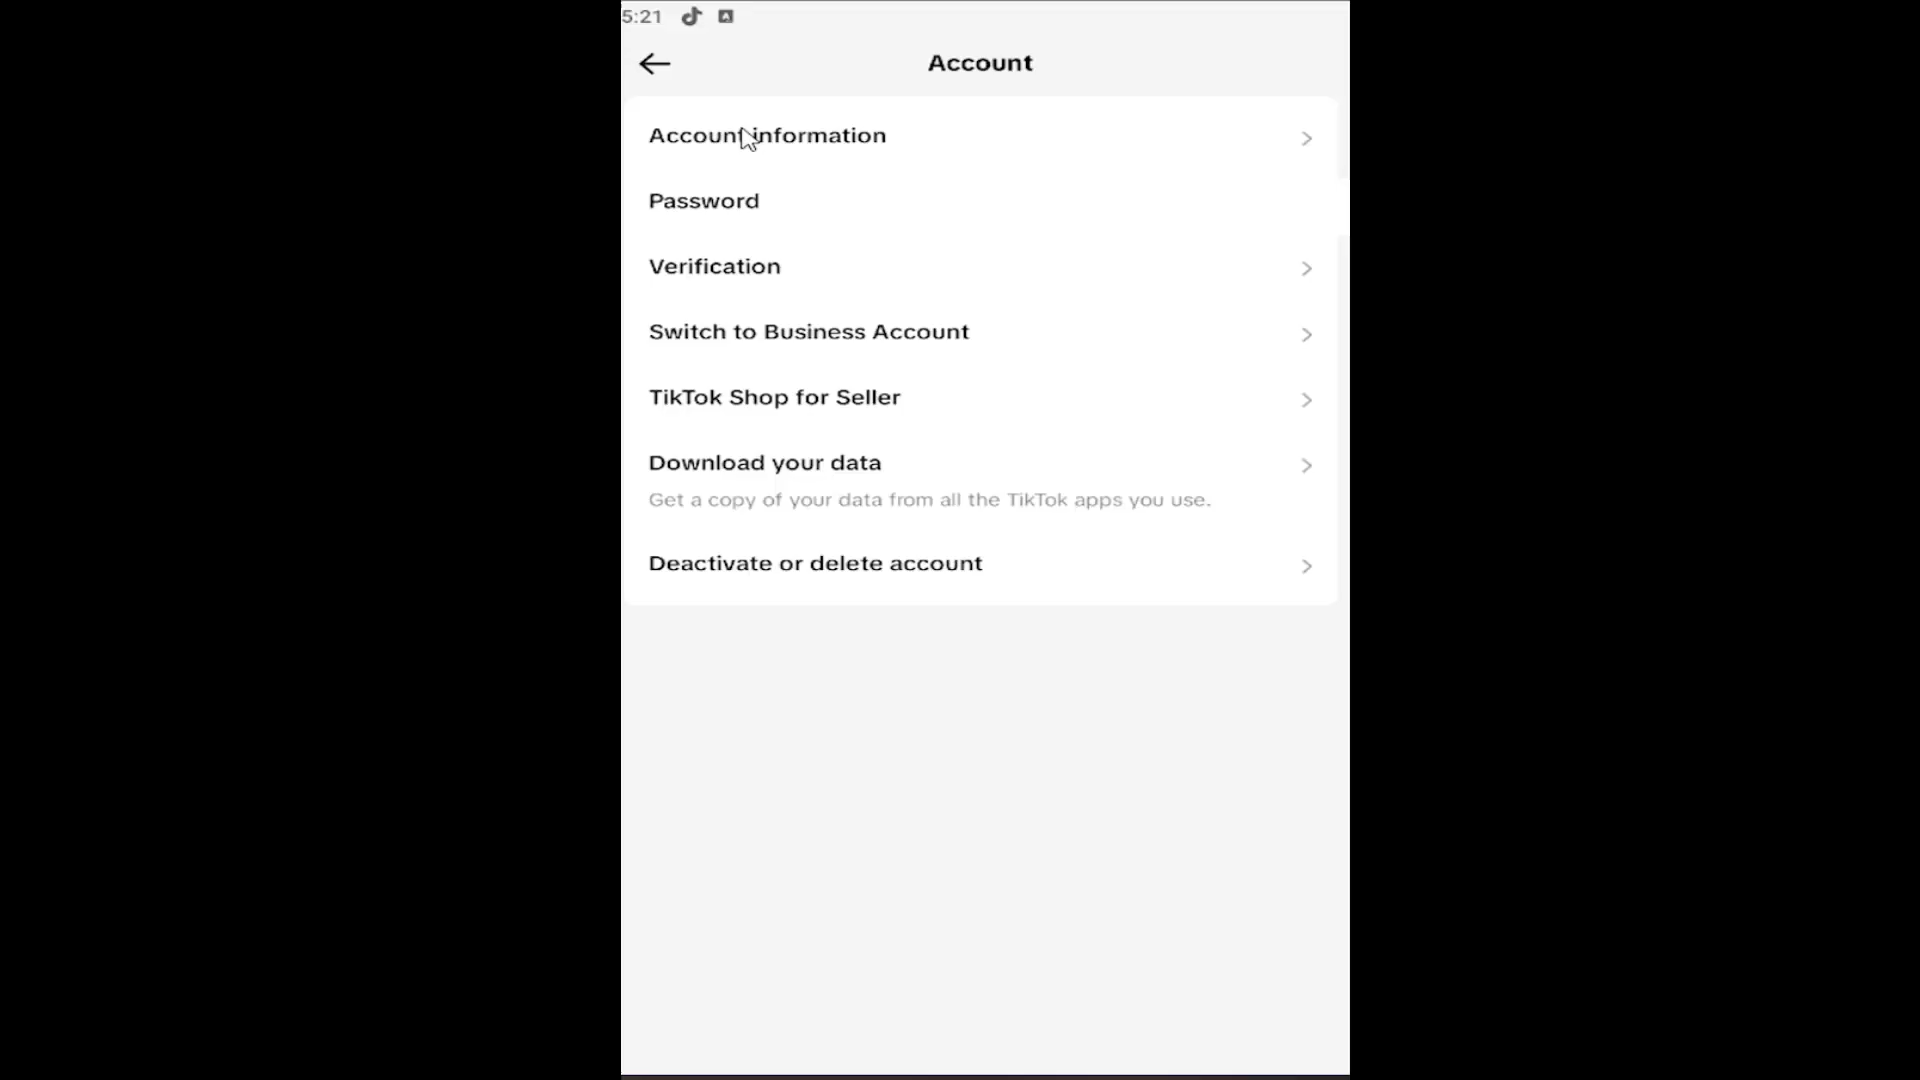 5:21
Account
Account information
Password
Verification
Switch to Business Account
TikTok Shop for Seller
Download your data
Get a copy of your data from all the TikTok apps you use.
Deactivate or delete account